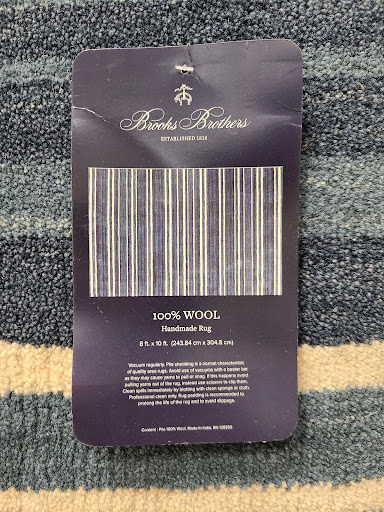 Brooks Brothers
ESTABLISHED 1818
100% WOOL
Handmade Rug
8 ft. x 10 ft. (243.84 cm x 304.8 cm)
Vacuum regularly. Pile shedding is a normal characteristic
of quality area rugs. Avoid use of vacuums with a beater bar
as they may cause yarns to pull or snag. If this happens avoid
pulling yarns out of the rug. Instead use scissors to clip them.
Clean spills immediately by blotting with clean sponge or cloth.
Professional clean only. Rug padding is recommended to
prolong the life of the rug and to avoid slippage.
Content : Pile 100% Wool. Made in India. RN 128358